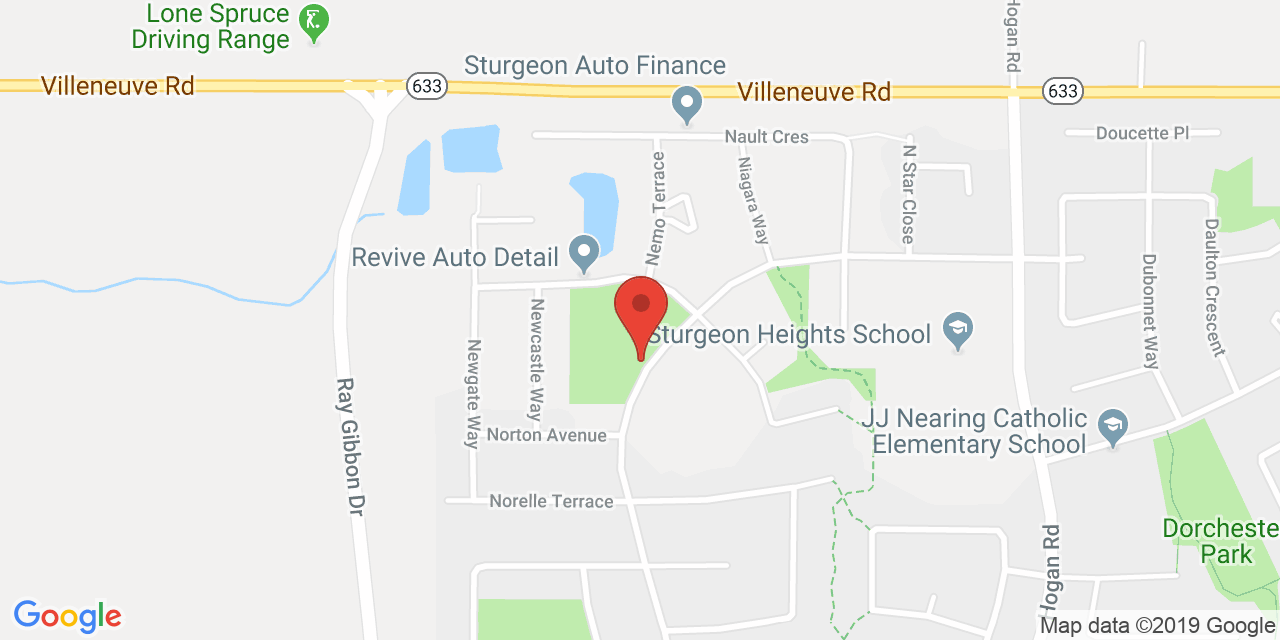 Lone Spruce
Driving Range
Hogan Rd
Sturgeon Auto Finance
Villeneuve Rd
633
Villeneuve Rd
633
Nault Cres
Doucette Pl
Nemo Terrace
Niagara Way
N Star Close
Revive Auto Detail
Daulton Crescent
Dubonnet Way
Newcastle Way
Sturgeon Heights School
Newgate Way
Ray Gibbon Dr
JJ Nearing Catholic
Elementary School
Norton Avenue
Norelle Terrace
Dorcheste
Park
Hogan Rd
Google
Map data ©2019 Google